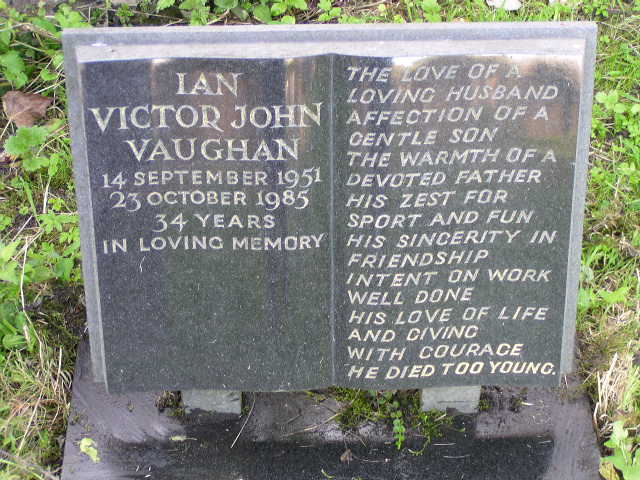 IAN
VICTOR JOHN
VAUGHAN
14 SEPTEMBER 1951
23 OCTOBER 1985
34 YEARS
IN LOVING MEMORY
THE LOVE OF A
LOVING HUSBAND
AFFECTION OF A
GENTLE SON
THE WARMTH OF A
DEVOTED FATHER
HIS ZEST FOR
SPORT AND FUN
HIS SINCERITY IN
FRIENDSHIP
INTENT ON WORK
WELL DONE
HIS LOVE OF LIFE
AND GIVING
WITH COURAGE
HE DIED TOO YOUNG.